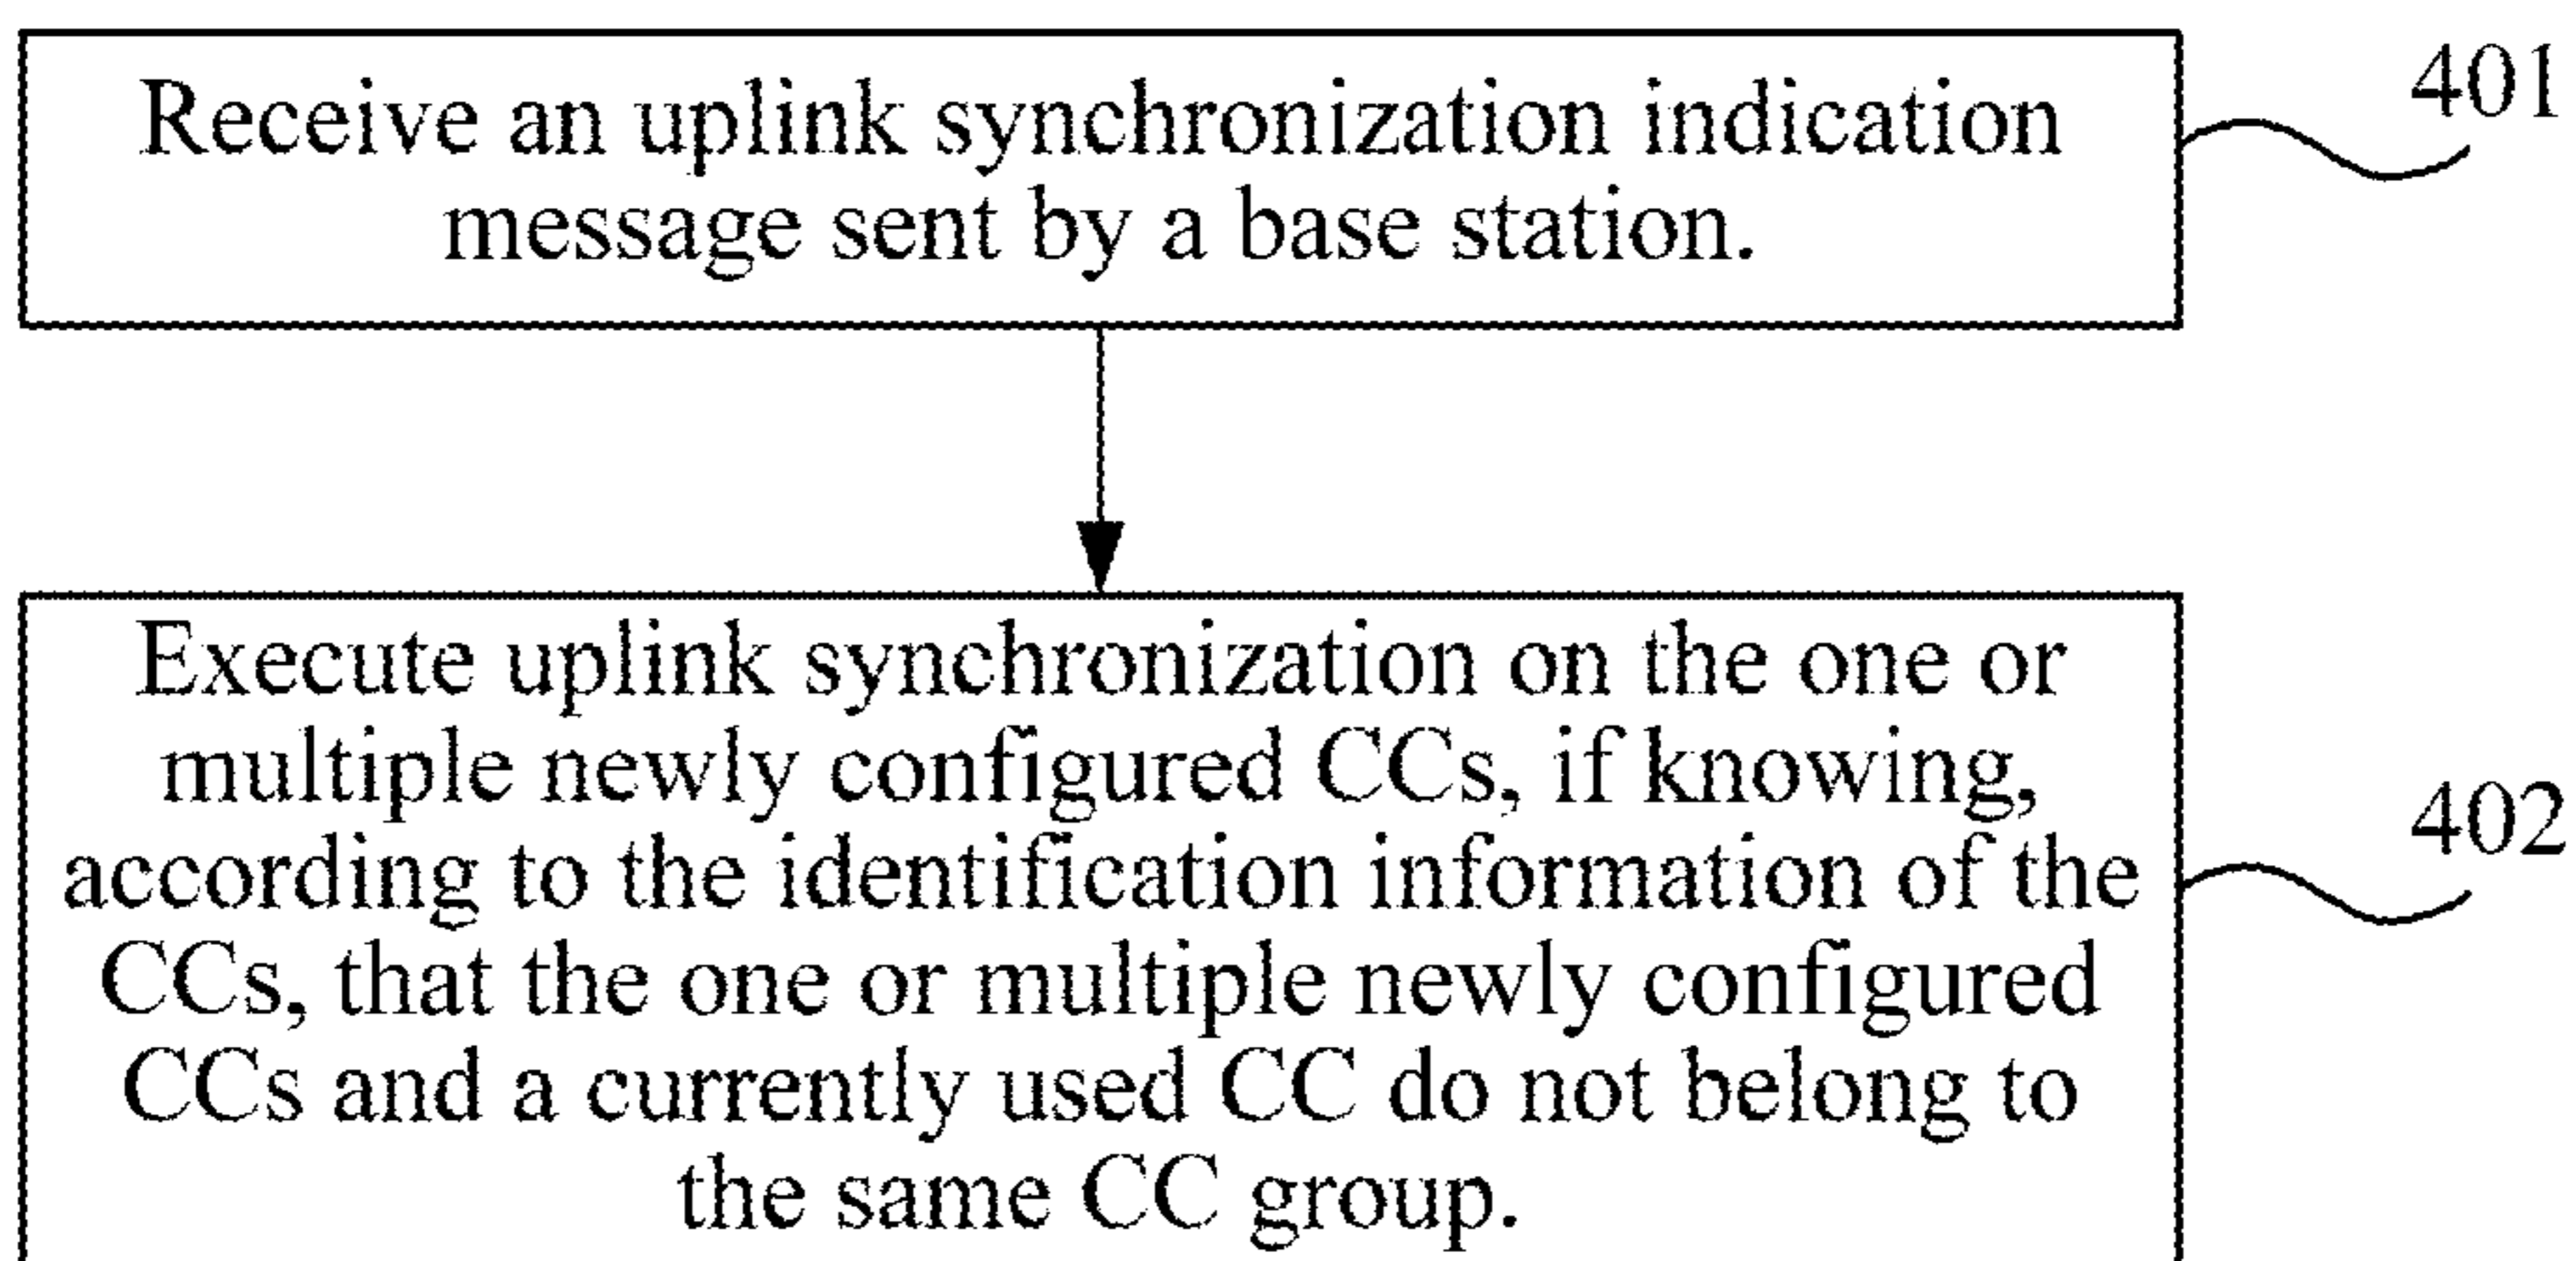 Receive an uplink synchronization indication
message sent by a base station.
401
Execute uplink synchronization on the one or
multiple newly configured CCs, if knowing,
according to the identification information of the
CCs, that the one or multiple newly configured
CCs and a currently used CC do not belong to
the same CC group.
402